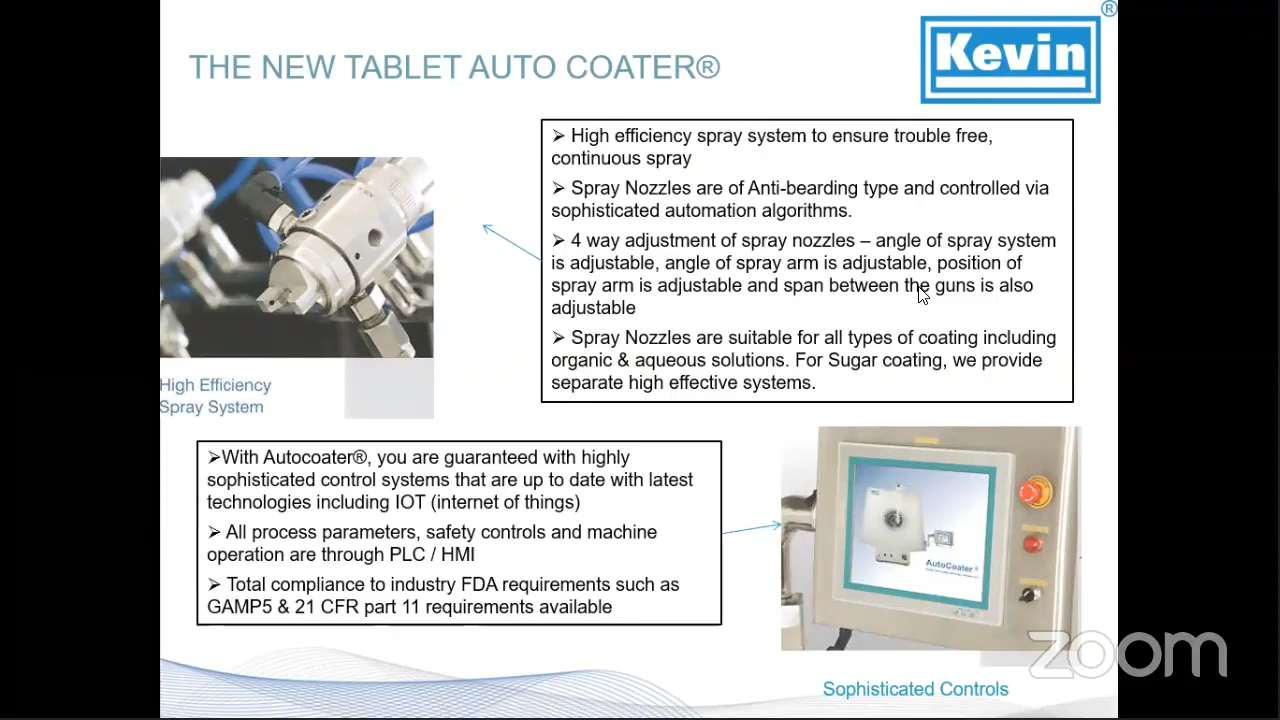 ®
Kevin
THE NEW TABLET AUTO COATER®
➢ High efficiency spray system to ensure trouble free,
continuous spray
➢ Spray Nozzles are of Anti-bearding type and controlled via
sophisticated automation algorithms.
➢ 4 way adjustment of spray nozzles – angle of spray system
is adjustable, angle of spray arm is adjustable, position of
spray arm is adjustable and span between the guns is also
adjustable
➢ Spray Nozzles are suitable for all types of coating including
organic & aqueous solutions. For Sugar coating, we provide
separate high effective systems.
High Efficiency
Spray System
➢With Autocoater®, you are guaranteed with highly
sophisticated control systems that are up to date with latest
technologies including IOT (internet of things)
➢ All process parameters, safety controls and machine
operation are through PLC / HMI
➢ Total compliance to industry FDA requirements such as
GAMP5 & 21 CFR part 11 requirements available
AutoCoater®
zoom
Sophisticated Controls